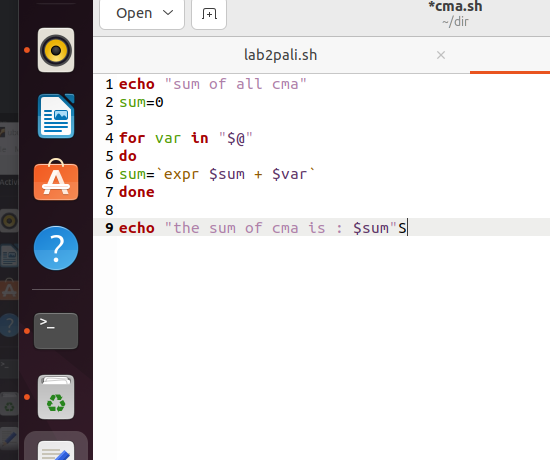 Open
*cma.sh
~/dir
lab2pali.sh
1 echo "sum of all cma"
2 sum=0
3
4 for var in "$@"
5 do
6 sum=`expr $sum + $var`
7 done
8
9 echo "the sum of cma is : $sum"S